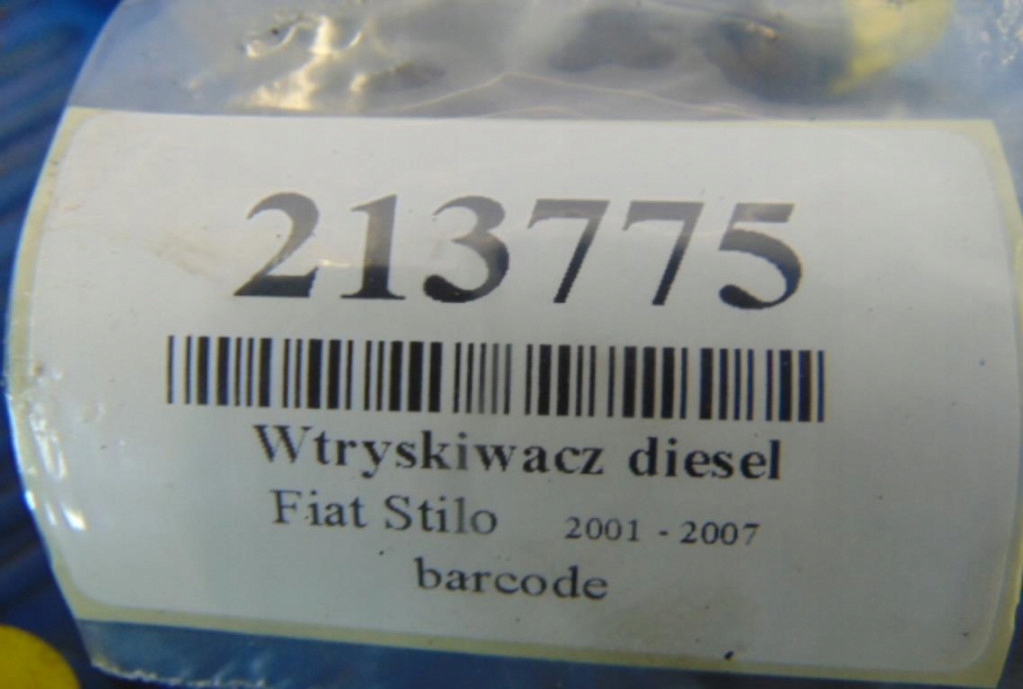 213775
Wtryskiwacz diesel
Fiat Stilo 2001 - 2007
barcode